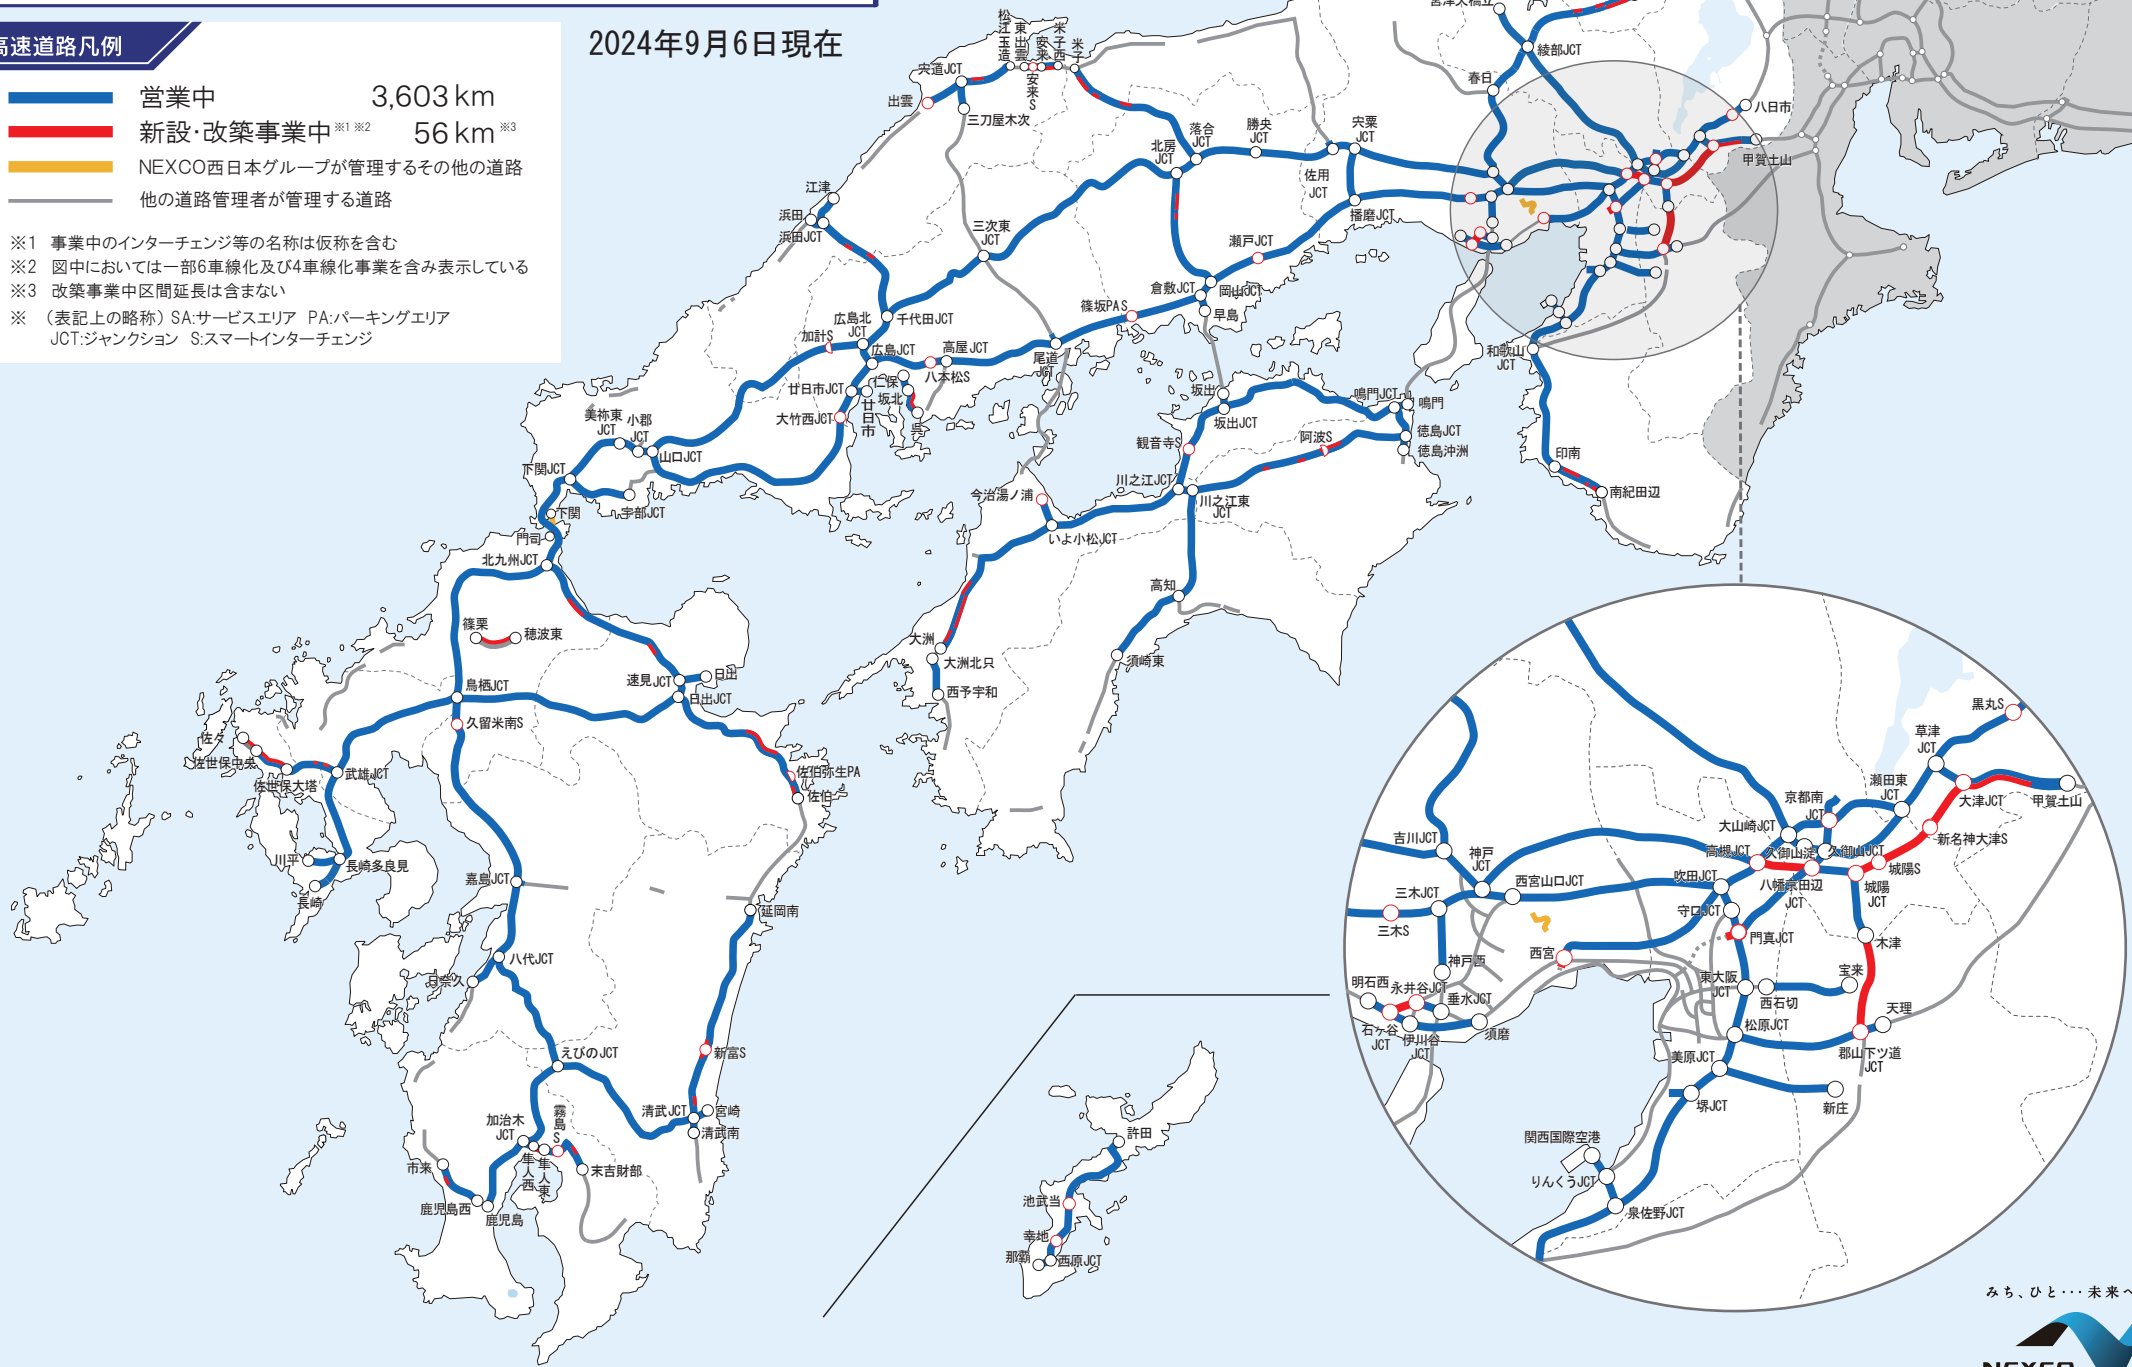 高速道路凡例
2024年9月6日現在
営業中 3,603km
新設・改築事業中※1 ※2 56km※3
NEXCO西日本グループが管理するその他の道路
他の道路管理者が管理する道路
※1 事業中のインターチェンジ等の名称は仮称を含む
※2 図中においては一部6車線化及び4車線化事業を含み表示している
※3 改築事業中区間延長は含まない
※ （表記上の略称）SA:サービスエリア PA:パーキングエリア
JCT:ジャンクション S:スマートインターチェンジ
松江玉造
東出雲
安来
安来S
米子西
米子
宍道JCT
出雲
三刀屋木次
江津
浜田
浜田JCT
三次東JCT
北房JCT
落合JCT
勝央JCT
佐用JCT
宍粟JCT
播磨JCT
瀬戸JCT
岡山JCT
倉敷JCT
早島
篠坂PAS
尾道JCT
高屋JCT
八本松S
広島JCT
広島北JCT
千代田JCT
加計S
廿日市JCT
廿日市
仁保
坂北
呉
大竹西JCT
美祢東JCT
小郡JCT
山口JCT
下関JCT
宇部JCT
下関
門司
北九州JCT
春日
綾部JCT
八日市
甲賀土山
和歌山JCT
印南
南紀田辺
坂出
坂出JCT
鳴門JCT
鳴門
徳島JCT
徳島沖洲
阿波S
観音寺S
川之江JCT
川之江東JCT
今治湯ノ浦
いよ小松JCT
高知
須崎東
大洲
大洲北只
西予宇和
篠栗
穂波東
鳥栖JCT
久留米南S
速見JCT
日出
日出JCT
佐伯弥生PA
佐伯
佐々
佐世保中央
佐世保大塔
武雄JCT
川平
長崎多良見
長崎
嘉島JCT
八代JCT
日奈久
延岡南
えびのJCT
新富S
清武JCT
宮崎
清武南
加治木JCT
霧島S
隼人西
隼人東
末吉財部
市来
鹿児島西
鹿児島
許田
池武当
幸地
那覇
西原JCT
黒丸S
草津JCT
瀬田東JCT
大津JCT
甲賀土山
京都南JCT
大山崎JCT
新名神大津S
高槻JCT
久御山淀
久御山JCT
城陽S
城陽JCT
八幡京田辺JCT
吉川JCT
神戸JCT
西宮山口JCT
吹田JCT
三木JCT
三木S
守口JCT
門真JCT
木津
神戸西
西宮
東大阪JCT
西石切
宝来
天理
明石西
永井谷JCT
垂水JCT
石ヶ谷JCT
伊川谷JCT
須磨
松原JCT
郡山下ツ道JCT
美原JCT
新庄
堺JCT
関西国際空港
りんくうJCT
泉佐野JCT
みち、ひと…未来へ